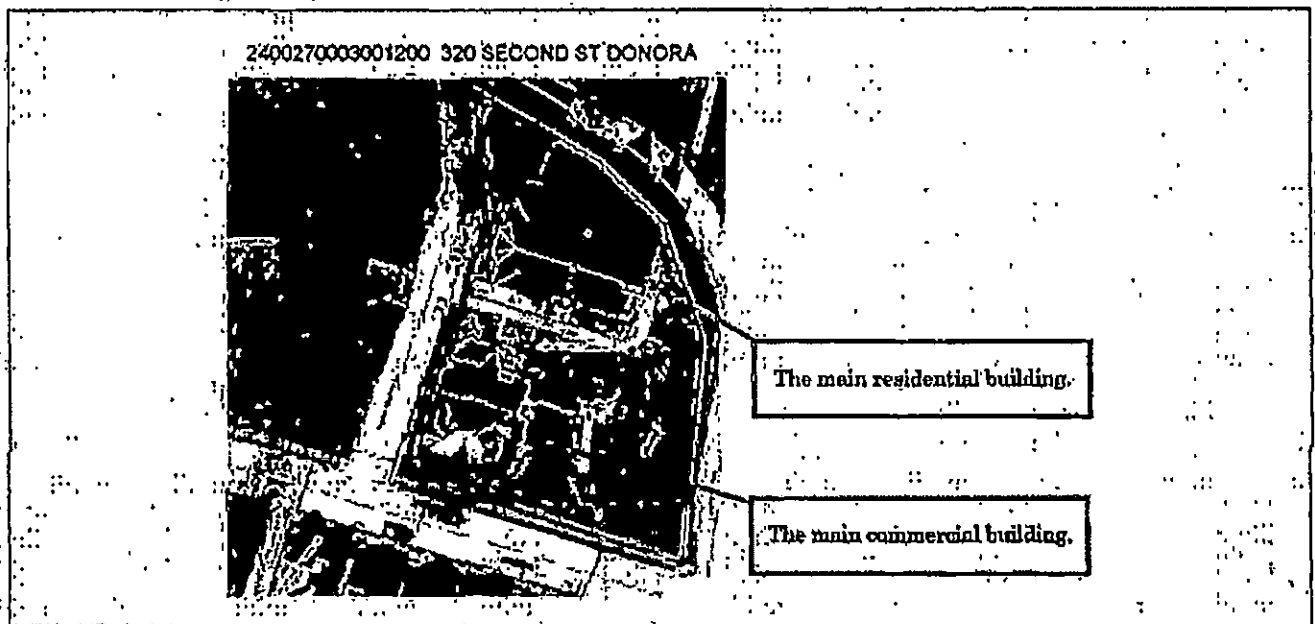 2400270003001200 320 SECOND ST DONORA
The main residential building.
The main commercial building.